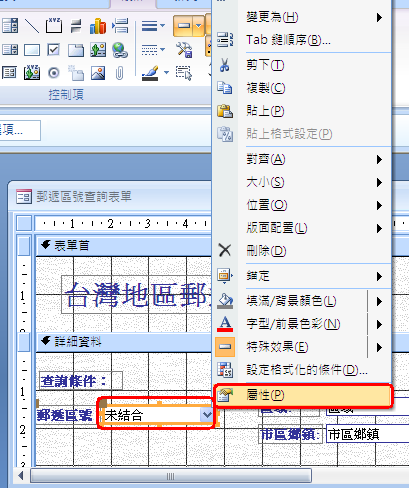 變更為(H)
Tab 鍵順序(B)...
剪下(T)
複製(C)
貼上(P)
貼上格式設定(P)
對齊(A)
大小(S)
位置(O)
版面配置(L)
刪除(D)
錨定
填滿/背景顏色(L)
字型/前景色彩(N)
特殊效果(E)
設定格式化的條件(D)...
屬性(P)
控制項
項...
郵遞區號查詢表單
1 2 3 4
表單首
台灣地區郵
詳細資料
查詢條件：
郵遞區號
未結合
市區鄉鎮:
市區鄉鎮